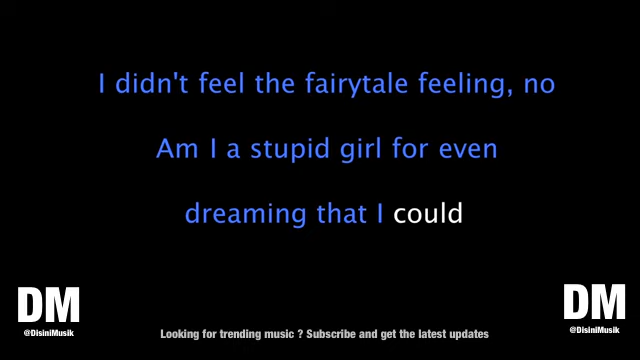 I didn't feel the fairytale feeling, no
Am I a stupid girl for even
dreaming that I could
DM
@DisiniMusik
DM
@DisiniMusik
Looking for trending music ? Subscribe and get the latest updates